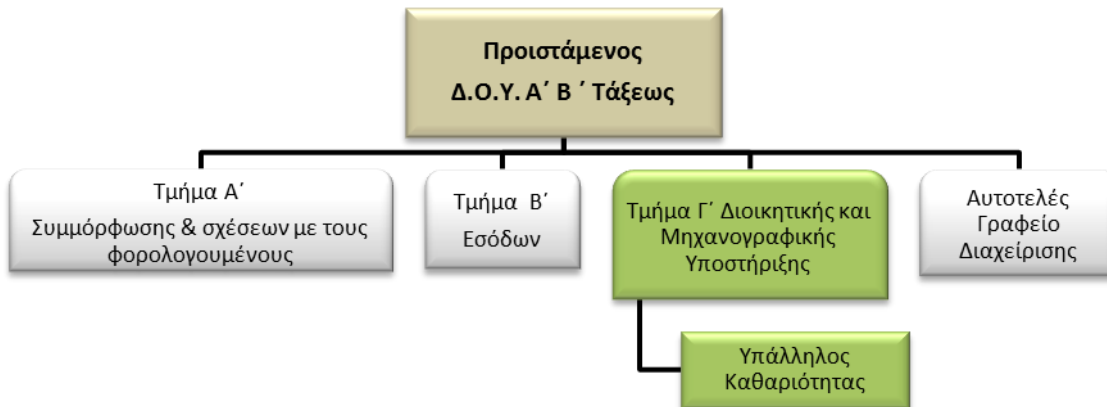 Προιστάμενος
Δ.Ο.Υ. Α΄ Β ΄ Τάξεως
Τμήμα Α΄
Συμμόρφωσης & σχέσεων με τους
φορολογουμένους
Τμήμα Β΄
Εσόδων
Τμήμα Γ΄ Διοικητικής και
Μηχανογραφικής
Υποστήριξης
Αυτοτελές
Γραφείο
Διαχείρισης
Υπάλληλος
Καθαριότητας